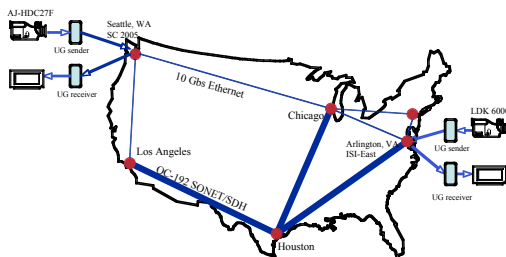 AJ-HDC27F
Seattle, WA
SC 2005
UG sender
UG receiver
10 Gbs Ethernet
Chicago
LDK 6000
Arlington, VA
ISI-East
UG sender
UG receiver
Los Angeles
OC-192 SONET/SDH
Houston